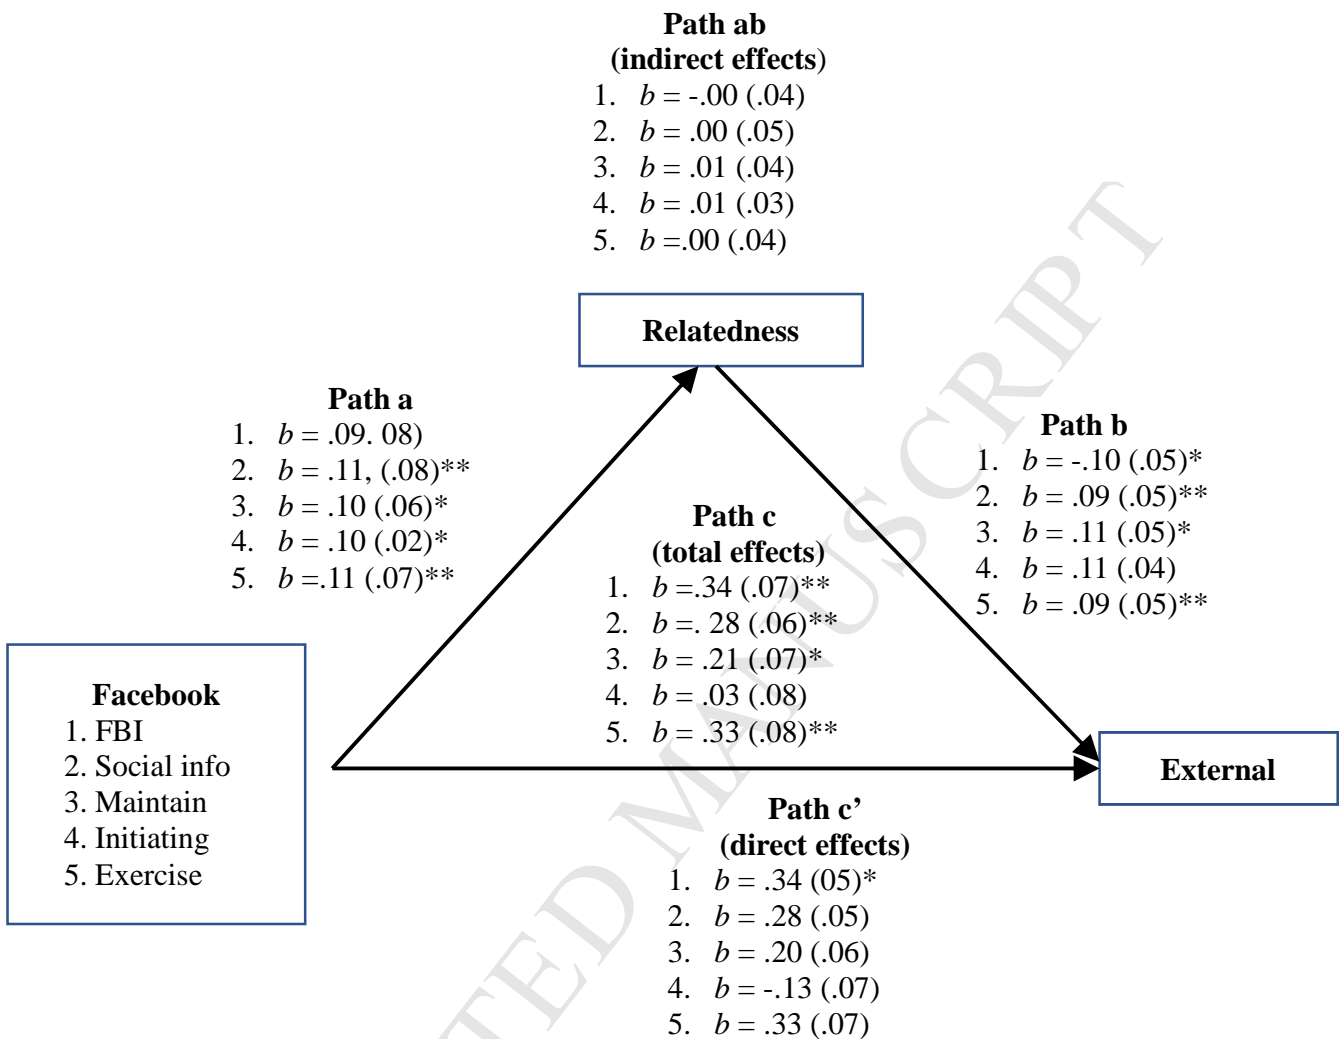 Path ab
(indirect effects)
1. b = -.00 (.04)
2. b = .00 (.05)
3. b = .01 (.04)
4. b = .01 (.03)
5. b =.00 (.04)
Relatedness
Path a
1. b = .09. 08)
2. b = .11, (.08)**
3. b = .10 (.06)*
4. b = .10 (.02)*
5. b =.11 (.07)**
Path b
1. b = -.10 (.05)*
2. b = .09 (.05)**
3. b = .11 (.05)*
4. b = .11 (.04)
5. b = .09 (.05)**
Path c
(total effects)
1. b =.34 (.07)**
2. b =. 28 (.06)**
3. b = .21 (.07)*
4. b = .03 (.08)
5. b = .33 (.08)**
Facebook
1. FBI
2. Social info
3. Maintain
4. Initiating
5. Exercise
External
Path c’
(direct effects)
1. b = .34 (05)*
2. b = .28 (.05)
3. b = .20 (.06)
4. b = -.13 (.07)
5. b = .33 (.07)
TED MANUSCRIPT